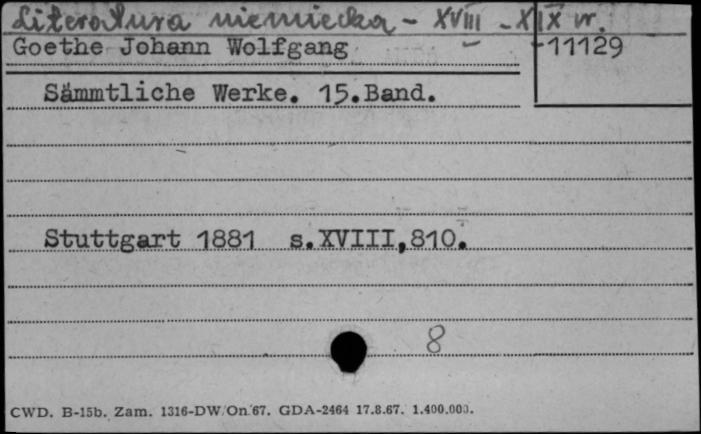 Literatura niemiecka - XVIII - XIX w.
Goethe Johann Wolfgang -11129
Sämmtliche Werke. 15.Band.
Stuttgart 1881 s.XVIII,810.
8
CWD. B-15b. Zam. 1316-DW/On/67. GDA-2464 17.8.67. 1.400.000.